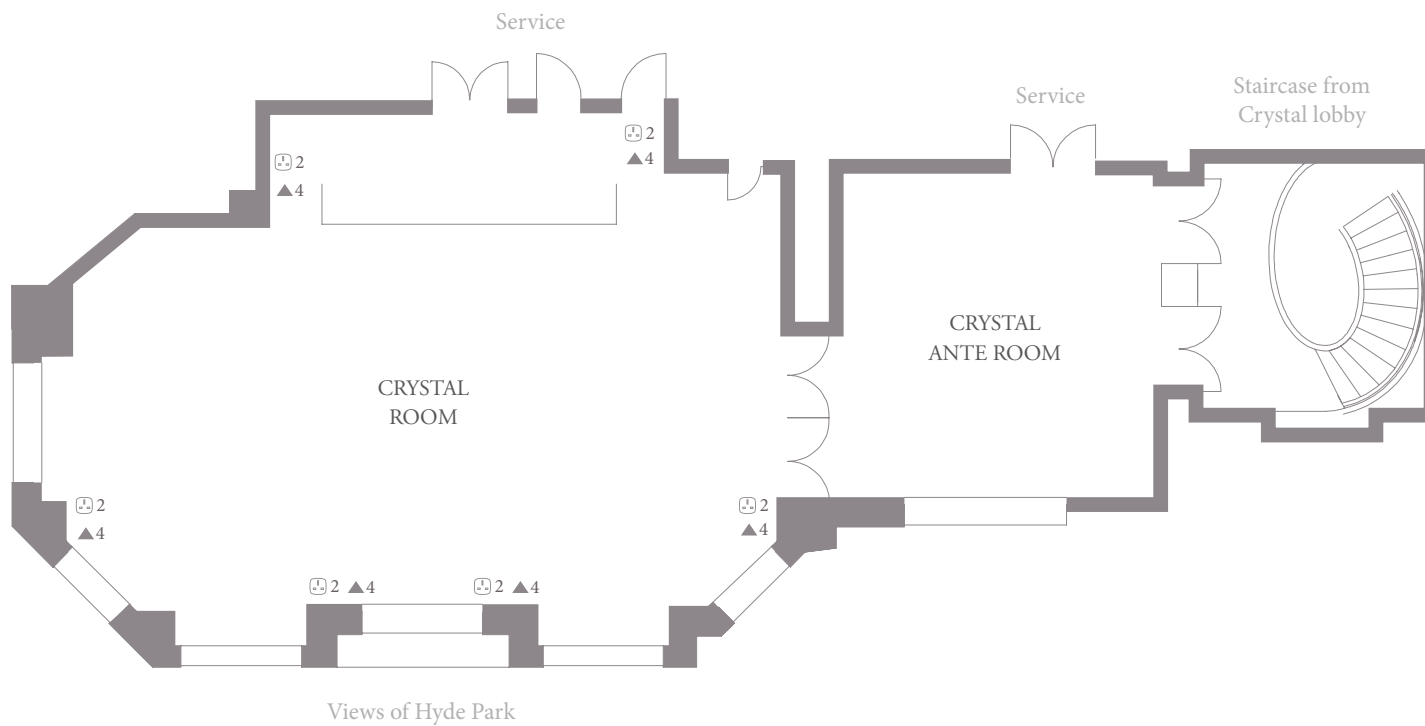 Service
Service
Staircase from
Crystal lobby
2
▲4
2
▲4
CRYSTAL
ANTE ROOM
CRYSTAL
ROOM
2
▲4
2
▲4
2 ▲4
2 ▲4
Views of Hyde Park